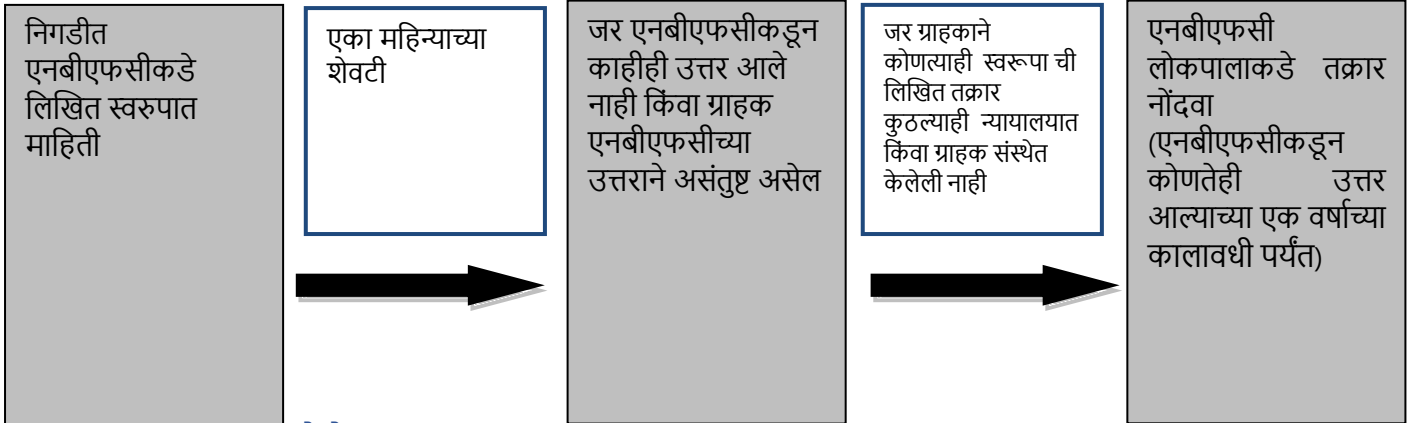 निगडीत
एनबीएफसीकडे
लिखित स्वरुपात
माहिती
एका महिन्याच्या
शेवटी
जर एनबीएफसीकडून
काहीही उत्तर आले
नाही किंवा ग्राहक
एनबीएफसीच्या
उत्तराने असंतुष्ट असेल
जर ग्राहकाने
कोणत्याही स्वरूपा ची
लिखित तक्रार
कुठल्याही न्यायालयात
किंवा ग्राहक संस्थेत
केलेली नाही
एनबीएफसी
लोकपालाकडे तक्रार
नोंदवा
(एनबीएफसीकडून
कोणतेही उत्तर
आल्याच्या एक वर्षाच्या
कालावधी पर्यंत)